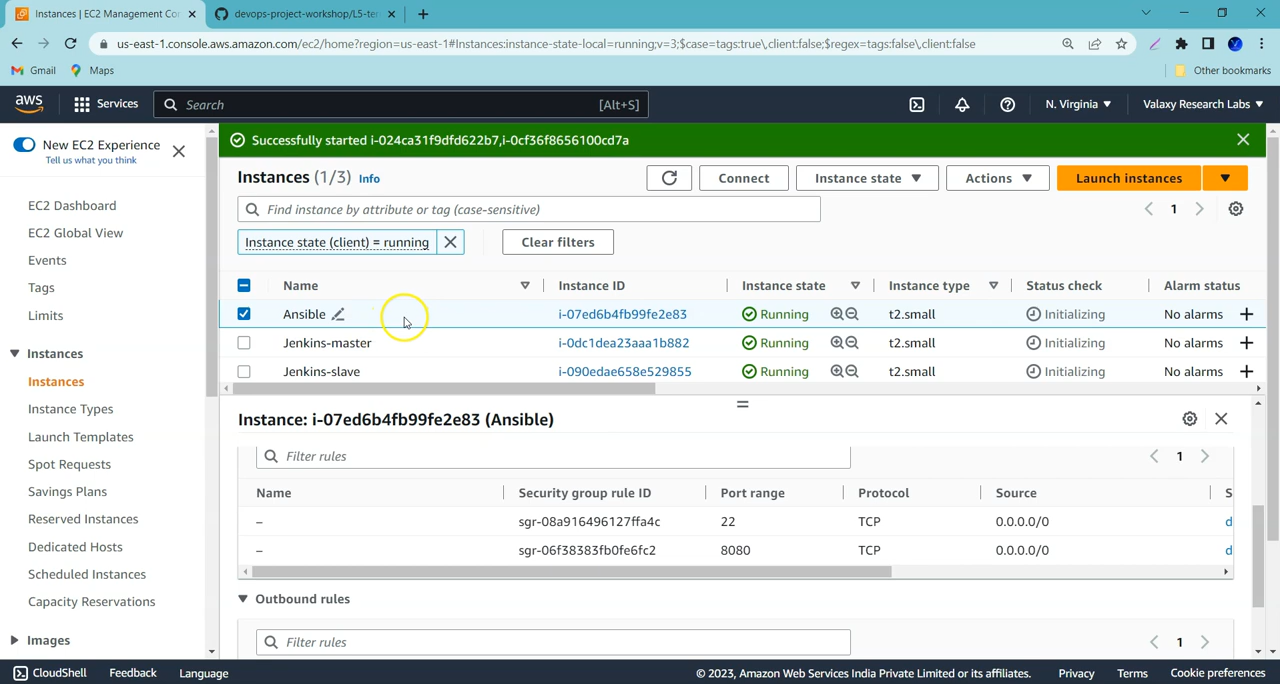 Instances | EC2 Management Con
devops-project-workshop/L5-ter
us-east-1.console.aws.amazon.com/ec2/home?region=us-east-1#Instances:instance-state-local=running;v=3;$case=tags:true\,client:false;$regex=tags:false\,client:false
Gmail Maps Other bookmarks
aws Services Search [Alt+S] N. Virginia Valaxy Research Labs
New EC2 Experience
Tell us what you think
EC2 Dashboard
EC2 Global View
Events
Tags
Limits
Instances
Instances
Instance Types
Launch Templates
Spot Requests
Savings Plans
Reserved Instances
Dedicated Hosts
Scheduled Instances
Capacity Reservations
Images
Successfully started i-024ca31f9dfd622b7,i-0cf36f8656100cd7a
Instances (1/3) Info Connect Instance state Actions Launch instances
Find instance by attribute or tag (case-sensitive) 1
Instance state (client) = running Clear filters
Name Instance ID Instance state Instance type Status check Alarm status
Ansible i-07ed6b4fb99fe2e83 Running t2.small Initializing No alarms +
Jenkins-master i-0dc1dea23aaa1b882 Running t2.small Initializing No alarms +
Jenkins-slave i-090edae658e529855 Running t2.small Initializing No alarms +
Instance: i-07ed6b4fb99fe2e83 (Ansible)
Filter rules 1
Name Security group rule ID Port range Protocol Source S
– sgr-08a916496127ffa4c 22 TCP 0.0.0.0/0 d
– sgr-06f38383fb0fe6fc2 8080 TCP 0.0.0.0/0 d
Outbound rules
Filter rules 1
CloudShell Feedback Language © 2023, Amazon Web Services India Private Limited or its affiliates. Privacy Terms Cookie preferences